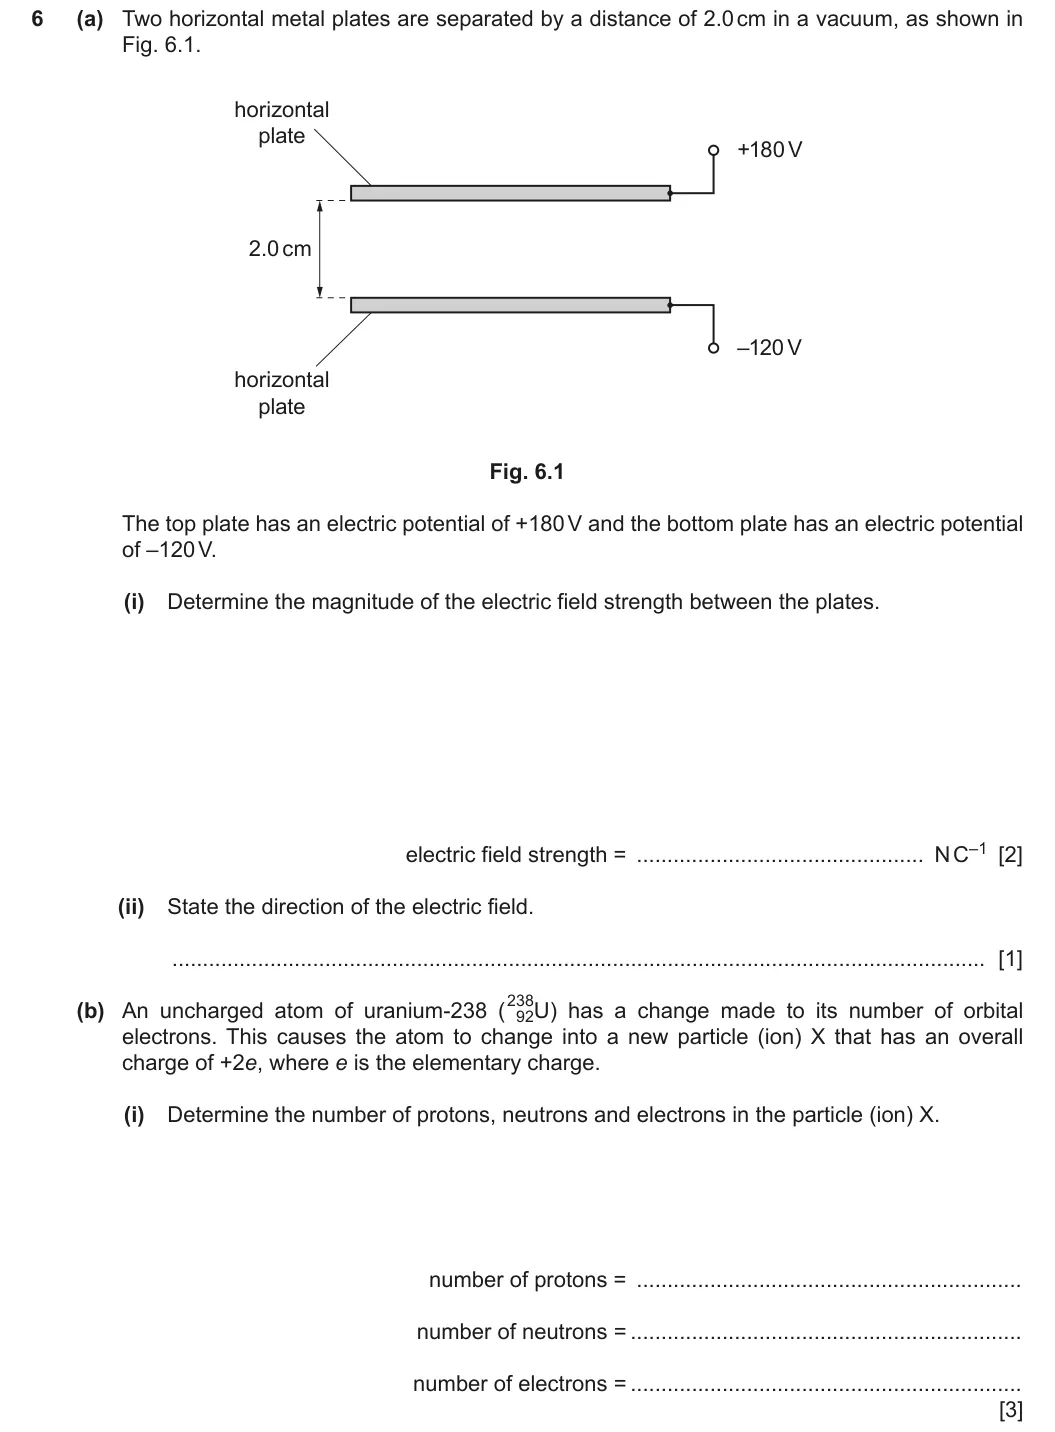 6 (a) Two horizontal metal plates are separated by a distance of 2.0 cm in a vacuum, as shown in
Fig. 6.1.
horizontal
plate
+180 V
2.0 cm
–120 V
horizontal
plate
Fig. 6.1
The top plate has an electric potential of +180 V and the bottom plate has an electric potential
of –120 V.
(i) Determine the magnitude of the electric field strength between the plates.
electric field strength = ............................................... N C⁻¹ [2]
(ii) State the direction of the electric field.
..................................................................................................................................... [1]
(b) An uncharged atom of uranium-238 (²³⁸₉₂U) has a change made to its number of orbital
electrons. This causes the atom to change into a new particle (ion) X that has an overall
charge of +2e, where e is the elementary charge.
(i) Determine the number of protons, neutrons and electrons in the particle (ion) X.
number of protons = ...............................................................
number of neutrons = ................................................................
number of electrons = ................................................................
[3]